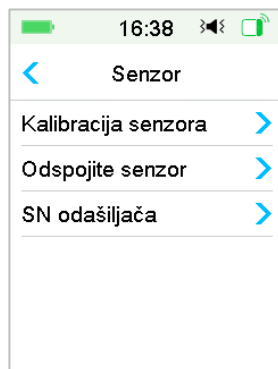 16:38
Senzor
Kalibracija senzora
Odspojite senzor
SN odašiljača